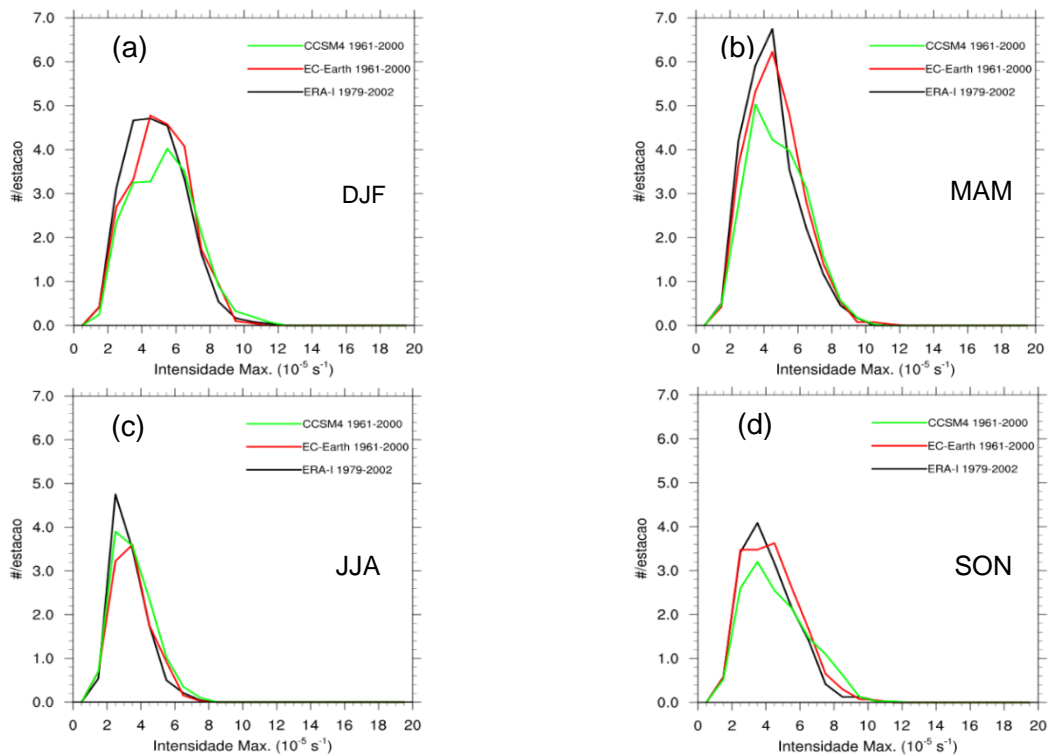 7.0
6.0
5.0
4.0
3.0
2.0
1.0
0.0
#/estacao
(a)
CCSM4 1961-2000
EC-Earth 1961-2000
ERA-I 1979-2002
DJF
0 2 4 6 8 10 12 14 16 18 20
Intensidade Max. (10⁻⁵ s⁻¹)
7.0
6.0
5.0
4.0
3.0
2.0
1.0
0.0
#/estacao
(b)
CCSM4 1961-2000
EC-Earth 1961-2000
ERA-I 1979-2002
MAM
0 2 4 6 8 10 12 14 16 18 20
Intensidade Max. (10⁻⁵ s⁻¹)
7.0
6.0
5.0
4.0
3.0
2.0
1.0
0.0
#/estacao
(c)
CCSM4 1961-2000
EC-Earth 1961-2000
ERA-I 1979-2002
JJA
0 2 4 6 8 10 12 14 16 18 20
Intensidade Max. (10⁻⁵ s⁻¹)
7.0
6.0
5.0
4.0
3.0
2.0
1.0
0.0
#/estacao
(d)
CCSM4 1961-2000
EC-Earth 1961-2000
ERA-I 1979-2002
SON
0 2 4 6 8 10 12 14 16 18 20
Intensidade Max. (10⁻⁵ s⁻¹)